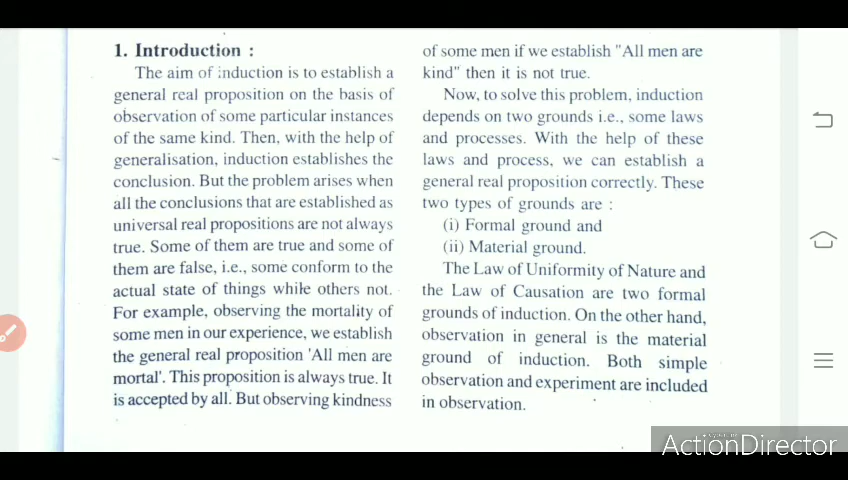 1. Introduction :
The aim of induction is to establish a
general real proposition on the basis of
observation of some particular instances
of the same kind. Then, with the help of
generalisation, induction establishes the
conclusion. But the problem arises when
all the conclusions that are established as
universal real propositions are not always
true. Some of them are true and some of
them are false, i.e., some conform to the
actual state of things while others not.
For example, observing the mortality of
some men in our experience, we establish
the general real proposition 'All men are
mortal'. This proposition is always true. It
is accepted by all. But observing kindness
of some men if we establish "All men are
kind" then it is not true.
Now, to solve this problem, induction
depends on two grounds i.e., some laws
and processes. With the help of these
laws and process, we can establish a
general real proposition correctly. These
two types of grounds are :
(i) Formal ground and
(ii) Material ground.
The Law of Uniformity of Nature and
the Law of Causation are two formal
grounds of induction. On the other hand,
observation in general is the material
ground of induction. Both simple
observation and experiment are included
in observation.
ActionDirector